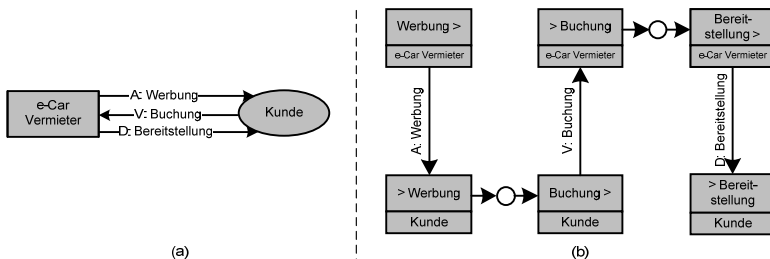 e-Car
Vermieter
A: Werbung
V: Buchung
D: Bereitstellung
Kunde
(a)
Werbung >
e-Car Vermieter
> Buchung
e-Car Vermieter
Bereit-
stellung >
e-Car Vermieter
A: Werbung
V: Buchung
D: Bereitstellung
> Werbung
Kunde
Buchung >
Kunde
> Bereit-
stellung
Kunde
(b)